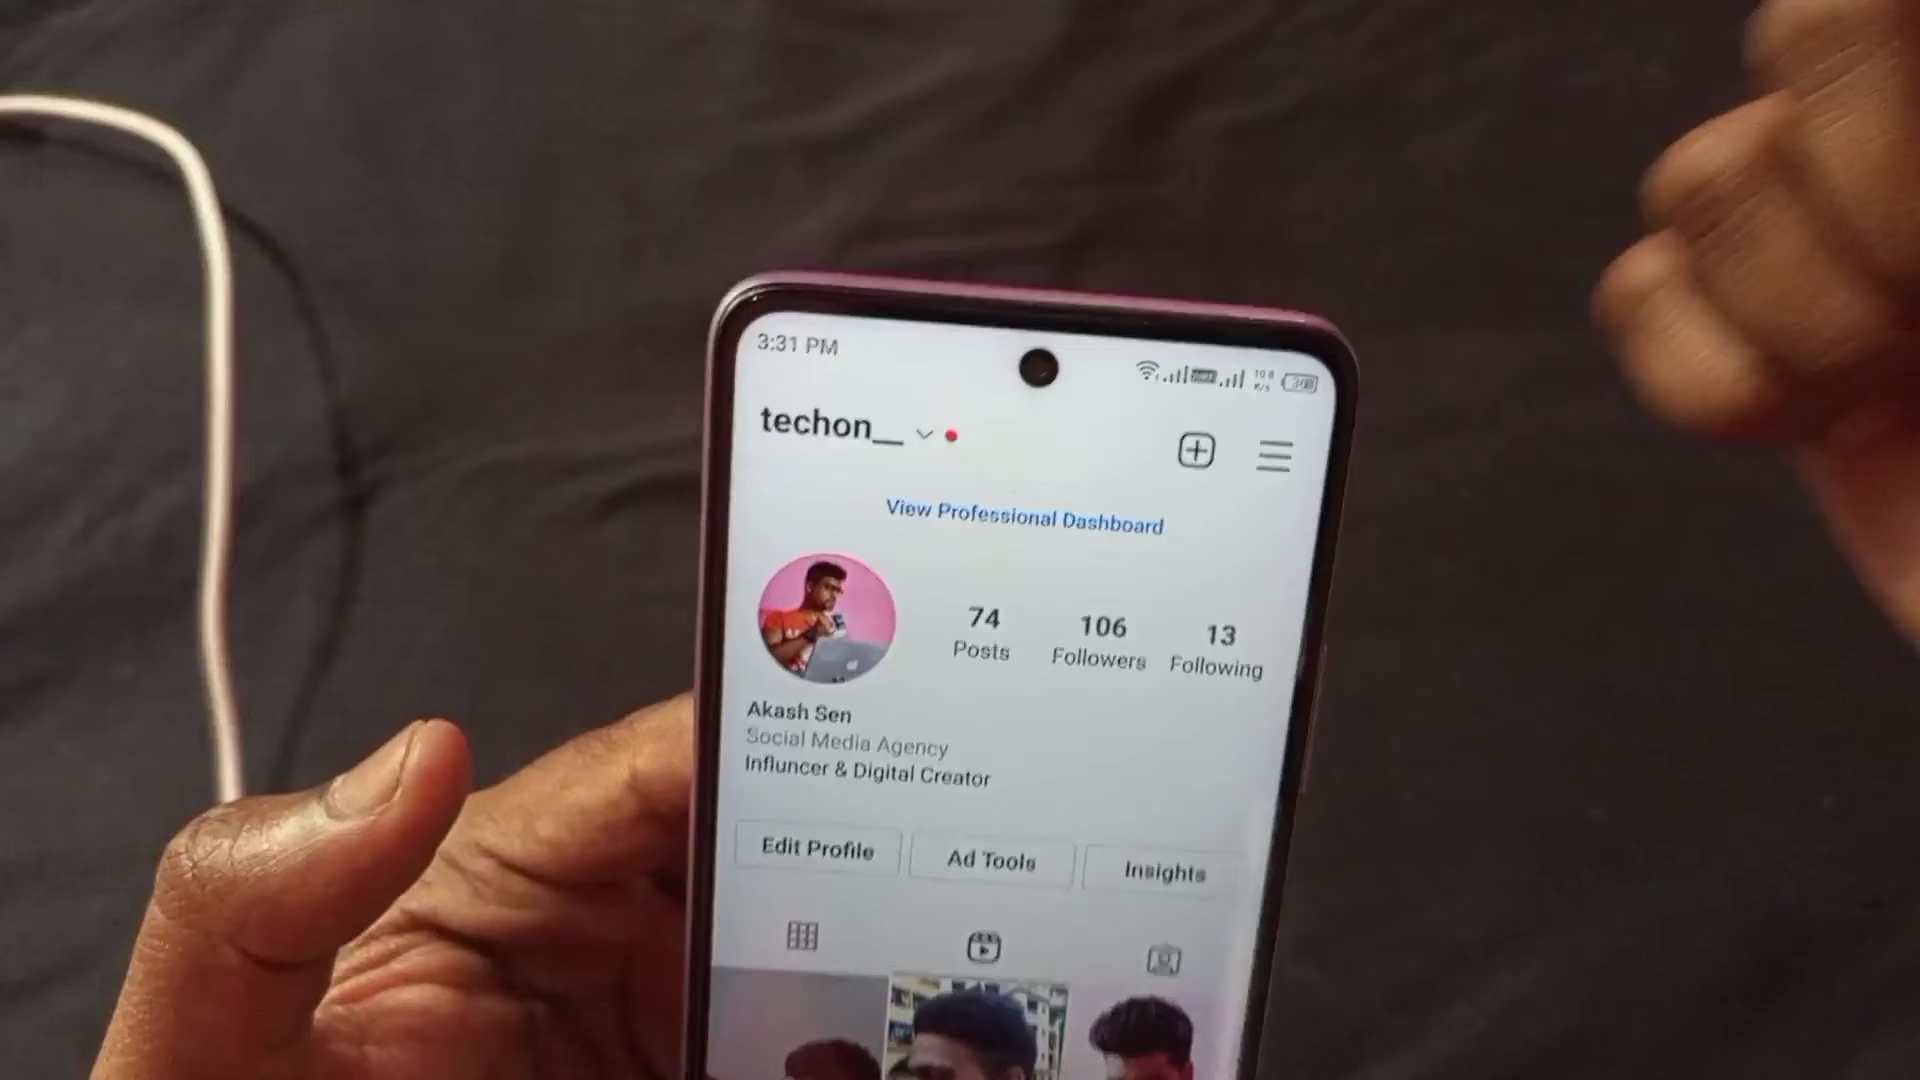 3:31 PM
techon__
View Professional Dashboard
74 106 13
Posts Followers Following
Akash Sen
Social Media Agency
Influncer & Digital Creator
Edit Profile Ad Tools Insights